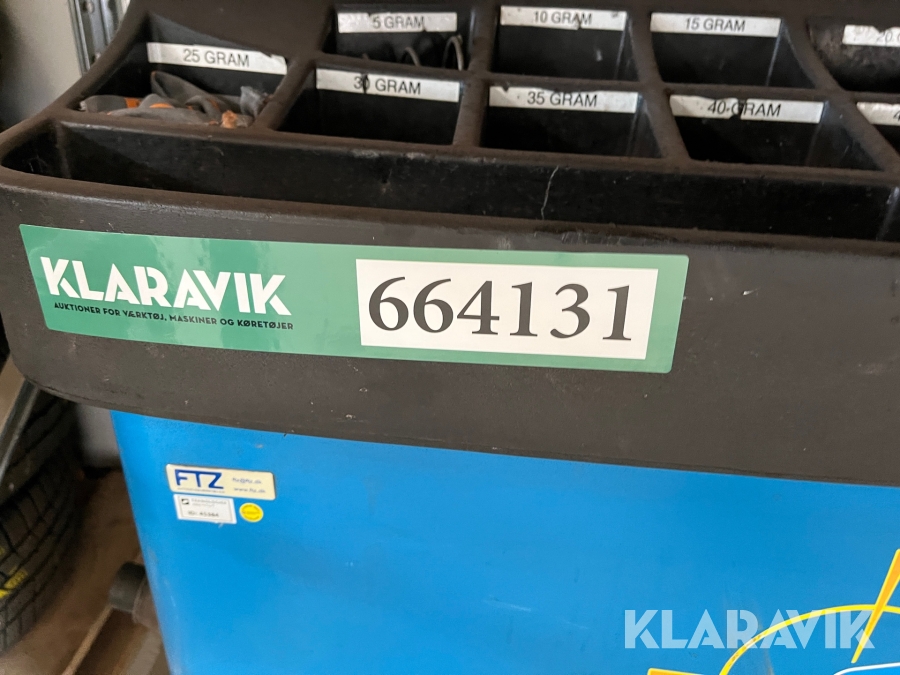 5 GRAM
10 GRAM
15 GRAM
25 GRAM
30 GRAM
35 GRAM
40 GRAM
KLARAVIK
AUKTIONER FOR VÆRKTØJ, MASKINER OG KØRETØJER
664131
FTZ
KLARAVIK